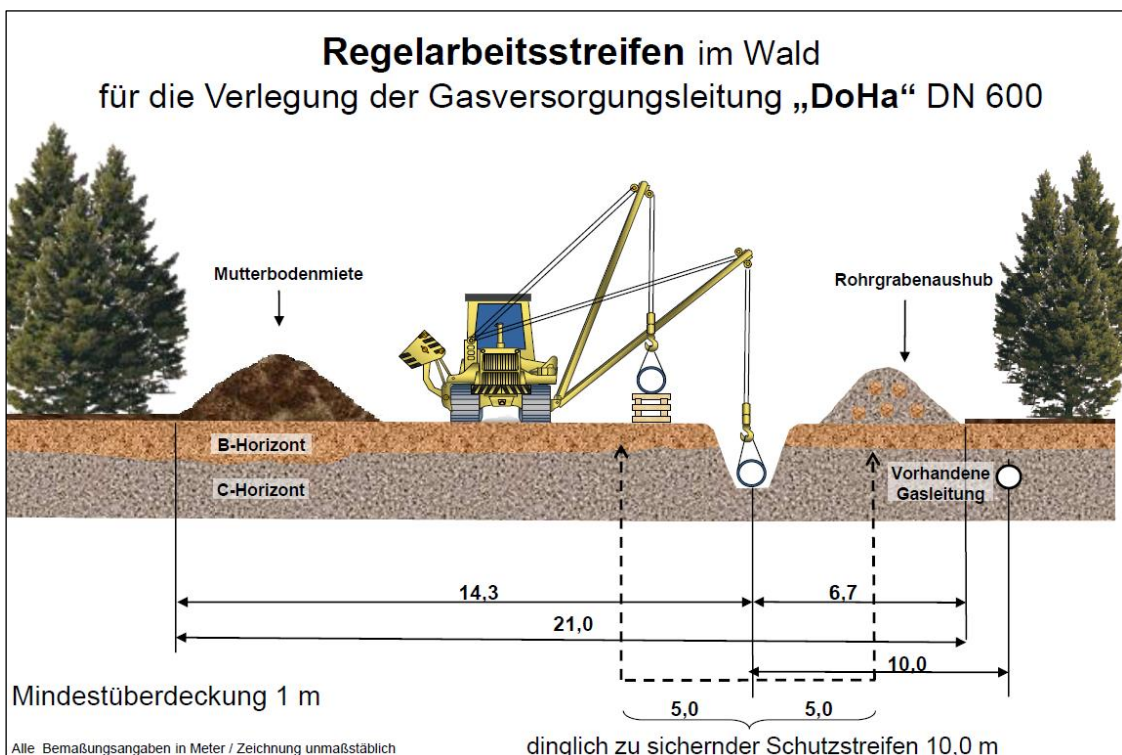 Regelarbeitsstreifen im Wald
für die Verlegung der Gasversorgungsleitung „DoHa“ DN 600
Mutterbodenmiete
Rohrgrabenaushub
B-Horizont
C-Horizont
Vorhandene
Gasleitung
14,3
6,7
21,0
10,0
Mindestüberdeckung 1 m
5,0
5,0
Alle Bemaßungsangaben in Meter / Zeichnung unmaßstäblich
dinglich zu sichernder Schutzstreifen 10,0 m